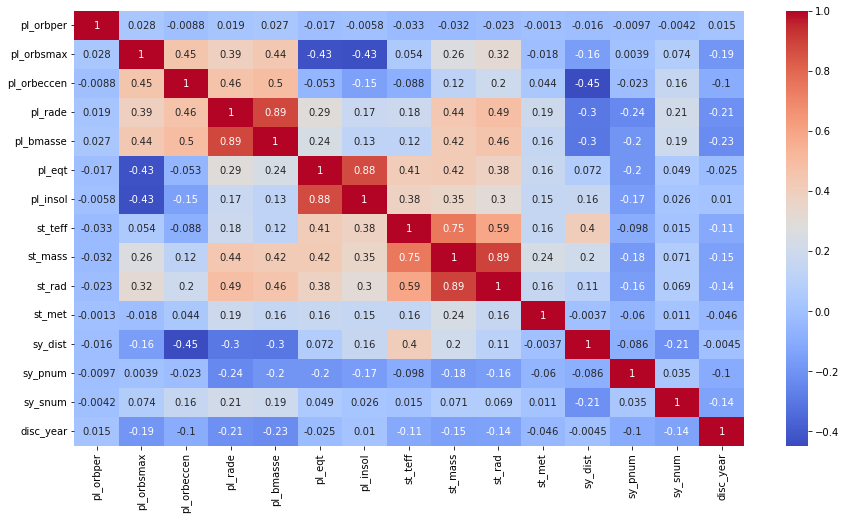 pl_orbper 1 0.028 -0.0088 0.019 0.027 -0.017 -0.0058 -0.033 -0.032 -0.023 -0.0013 -0.016 -0.0097 -0.0042 0.015
pl_orbsmax 0.028 1 0.45 0.39 0.44 -0.43 -0.43 0.054 0.26 0.32 -0.018 -0.16 0.0039 0.074 -0.19
pl_orbeccen -0.0088 0.45 1 0.46 0.5 -0.053 -0.15 -0.088 0.12 0.2 0.044 -0.45 -0.023 0.16 -0.1
pl_rade 0.019 0.39 0.46 1 0.89 0.29 0.17 0.18 0.44 0.49 0.19 -0.3 -0.24 0.21 -0.21
pl_bmasse 0.027 0.44 0.5 0.89 1 0.24 0.13 0.12 0.42 0.46 0.16 -0.3 -0.2 0.19 -0.23
pl_eqt -0.017 -0.43 -0.053 0.29 0.24 1 0.88 0.41 0.42 0.38 0.16 0.072 -0.2 0.049 -0.025
pl_insol -0.0058 -0.43 -0.15 0.17 0.13 0.88 1 0.38 0.35 0.3 0.15 0.16 -0.17 0.026 0.01
st_teff -0.033 0.054 -0.088 0.18 0.12 0.41 0.38 1 0.75 0.59 0.16 0.4 -0.098 0.015 -0.11
st_mass -0.032 0.26 0.12 0.44 0.42 0.42 0.35 0.75 1 0.89 0.24 0.2 -0.18 0.071 -0.15
st_rad -0.023 0.32 0.2 0.49 0.46 0.38 0.3 0.59 0.89 1 0.16 0.11 -0.16 0.069 -0.14
st_met -0.0013 -0.018 0.044 0.19 0.16 0.16 0.15 0.16 0.24 0.16 1 -0.0037 -0.06 0.011 -0.046
sy_dist -0.016 -0.16 -0.45 -0.3 -0.3 0.072 0.16 0.4 0.2 0.11 -0.0037 1 -0.086 -0.21 -0.0045
sy_pnum -0.0097 0.0039 -0.023 -0.24 -0.2 -0.2 -0.17 -0.098 -0.18 -0.16 -0.06 -0.086 1 0.035 -0.1
sy_snum -0.0042 0.074 0.16 0.21 0.19 0.049 0.026 0.015 0.071 0.069 0.011 -0.21 0.035 1 -0.14
disc_year 0.015 -0.19 -0.1 -0.21 -0.23 -0.025 0.01 -0.11 -0.15 -0.14 -0.046 -0.0045 -0.1 -0.14 1
pl_orbper pl_orbsmax pl_orbeccen pl_rade pl_bmasse pl_eqt pl_insol st_teff st_mass st_rad st_met sy_dist sy_pnum sy_snum disc_year
1.0
0.8
0.6
0.4
0.2
0.0
−0.2
−0.4